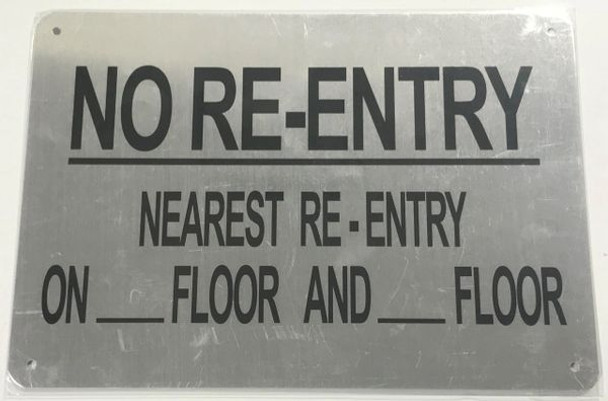 NO RE-ENTRY
NEAREST RE-ENTRY
ON ___ FLOOR AND ___ FLOOR